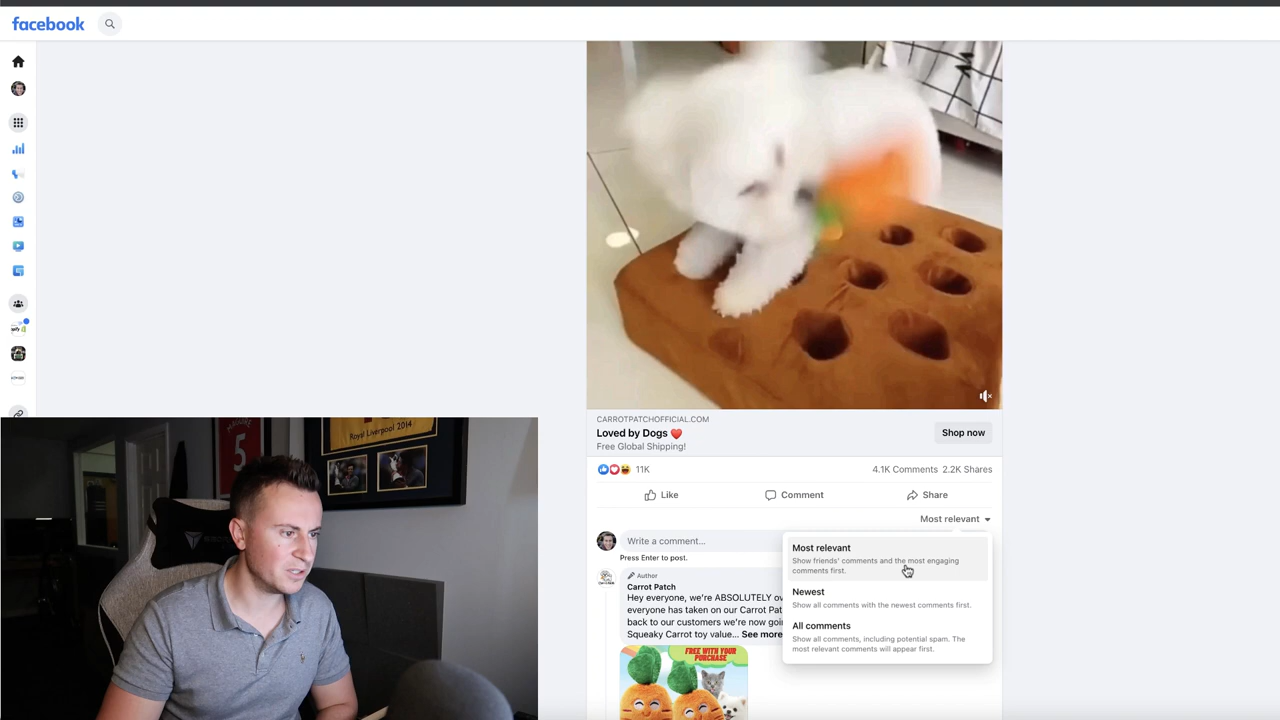 facebook
CARROTPATCHOFFICIAL.COM
Loved by Dogs
Free Global Shipping!
Shop now
11K
4.1K Comments 2.2K Shares
Like
Comment
Share
Most relevant
Write a comment...
Press Enter to post.
Most relevant
Show friends' comments and the most engaging
comments first.
Newest
Show all comments with the newest comments first.
All comments
Show all comments, including potential spam. The
most relevant comments will appear first.
Author
Carrot Patch
Hey everyone, we're ABSOLUTELY ov
everyone has taken on our Carrot Pat
back to our customers we're now goi
Squeaky Carrot toy value... See more
FREE WITH YOUR
PURCHASE
5
Royal Liverpool 2014